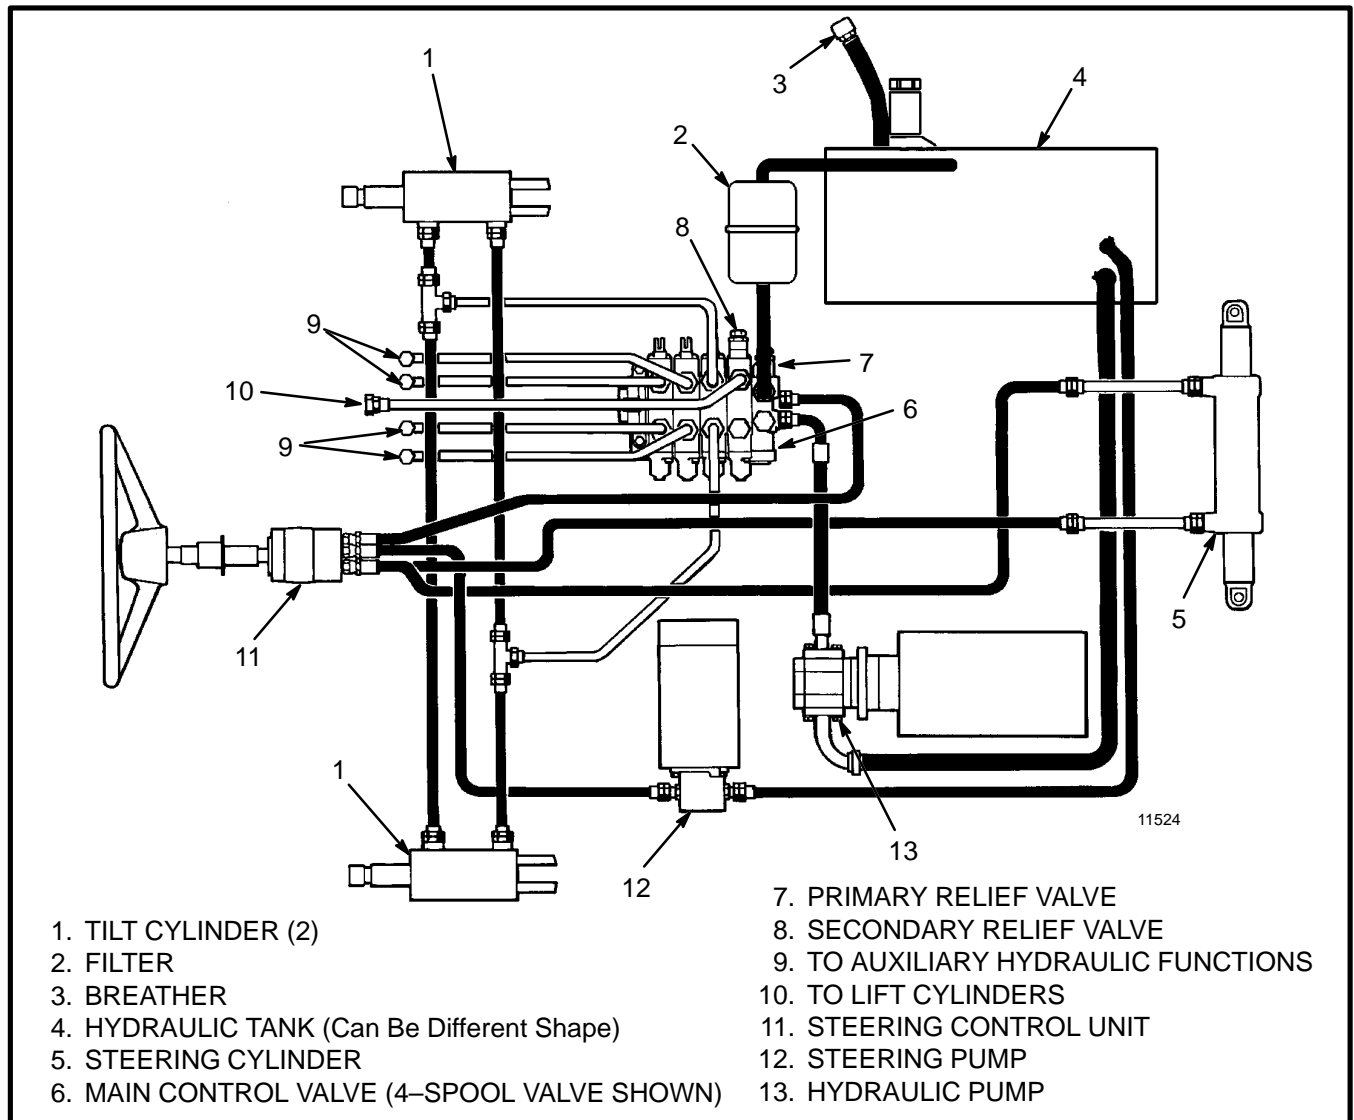 1
3
4
2
8
9
7
10
6
9
11
5
1
12
13
11524
1. TILT CYLINDER (2)
2. FILTER
3. BREATHER
4. HYDRAULIC TANK (Can Be Different Shape)
5. STEERING CYLINDER
6. MAIN CONTROL VALVE (4–SPOOL VALVE SHOWN)
7. PRIMARY RELIEF VALVE
8. SECONDARY RELIEF VALVE
9. TO AUXILIARY HYDRAULIC FUNCTIONS
10. TO LIFT CYLINDERS
11. STEERING CONTROL UNIT
12. STEERING PUMP
13. HYDRAULIC PUMP